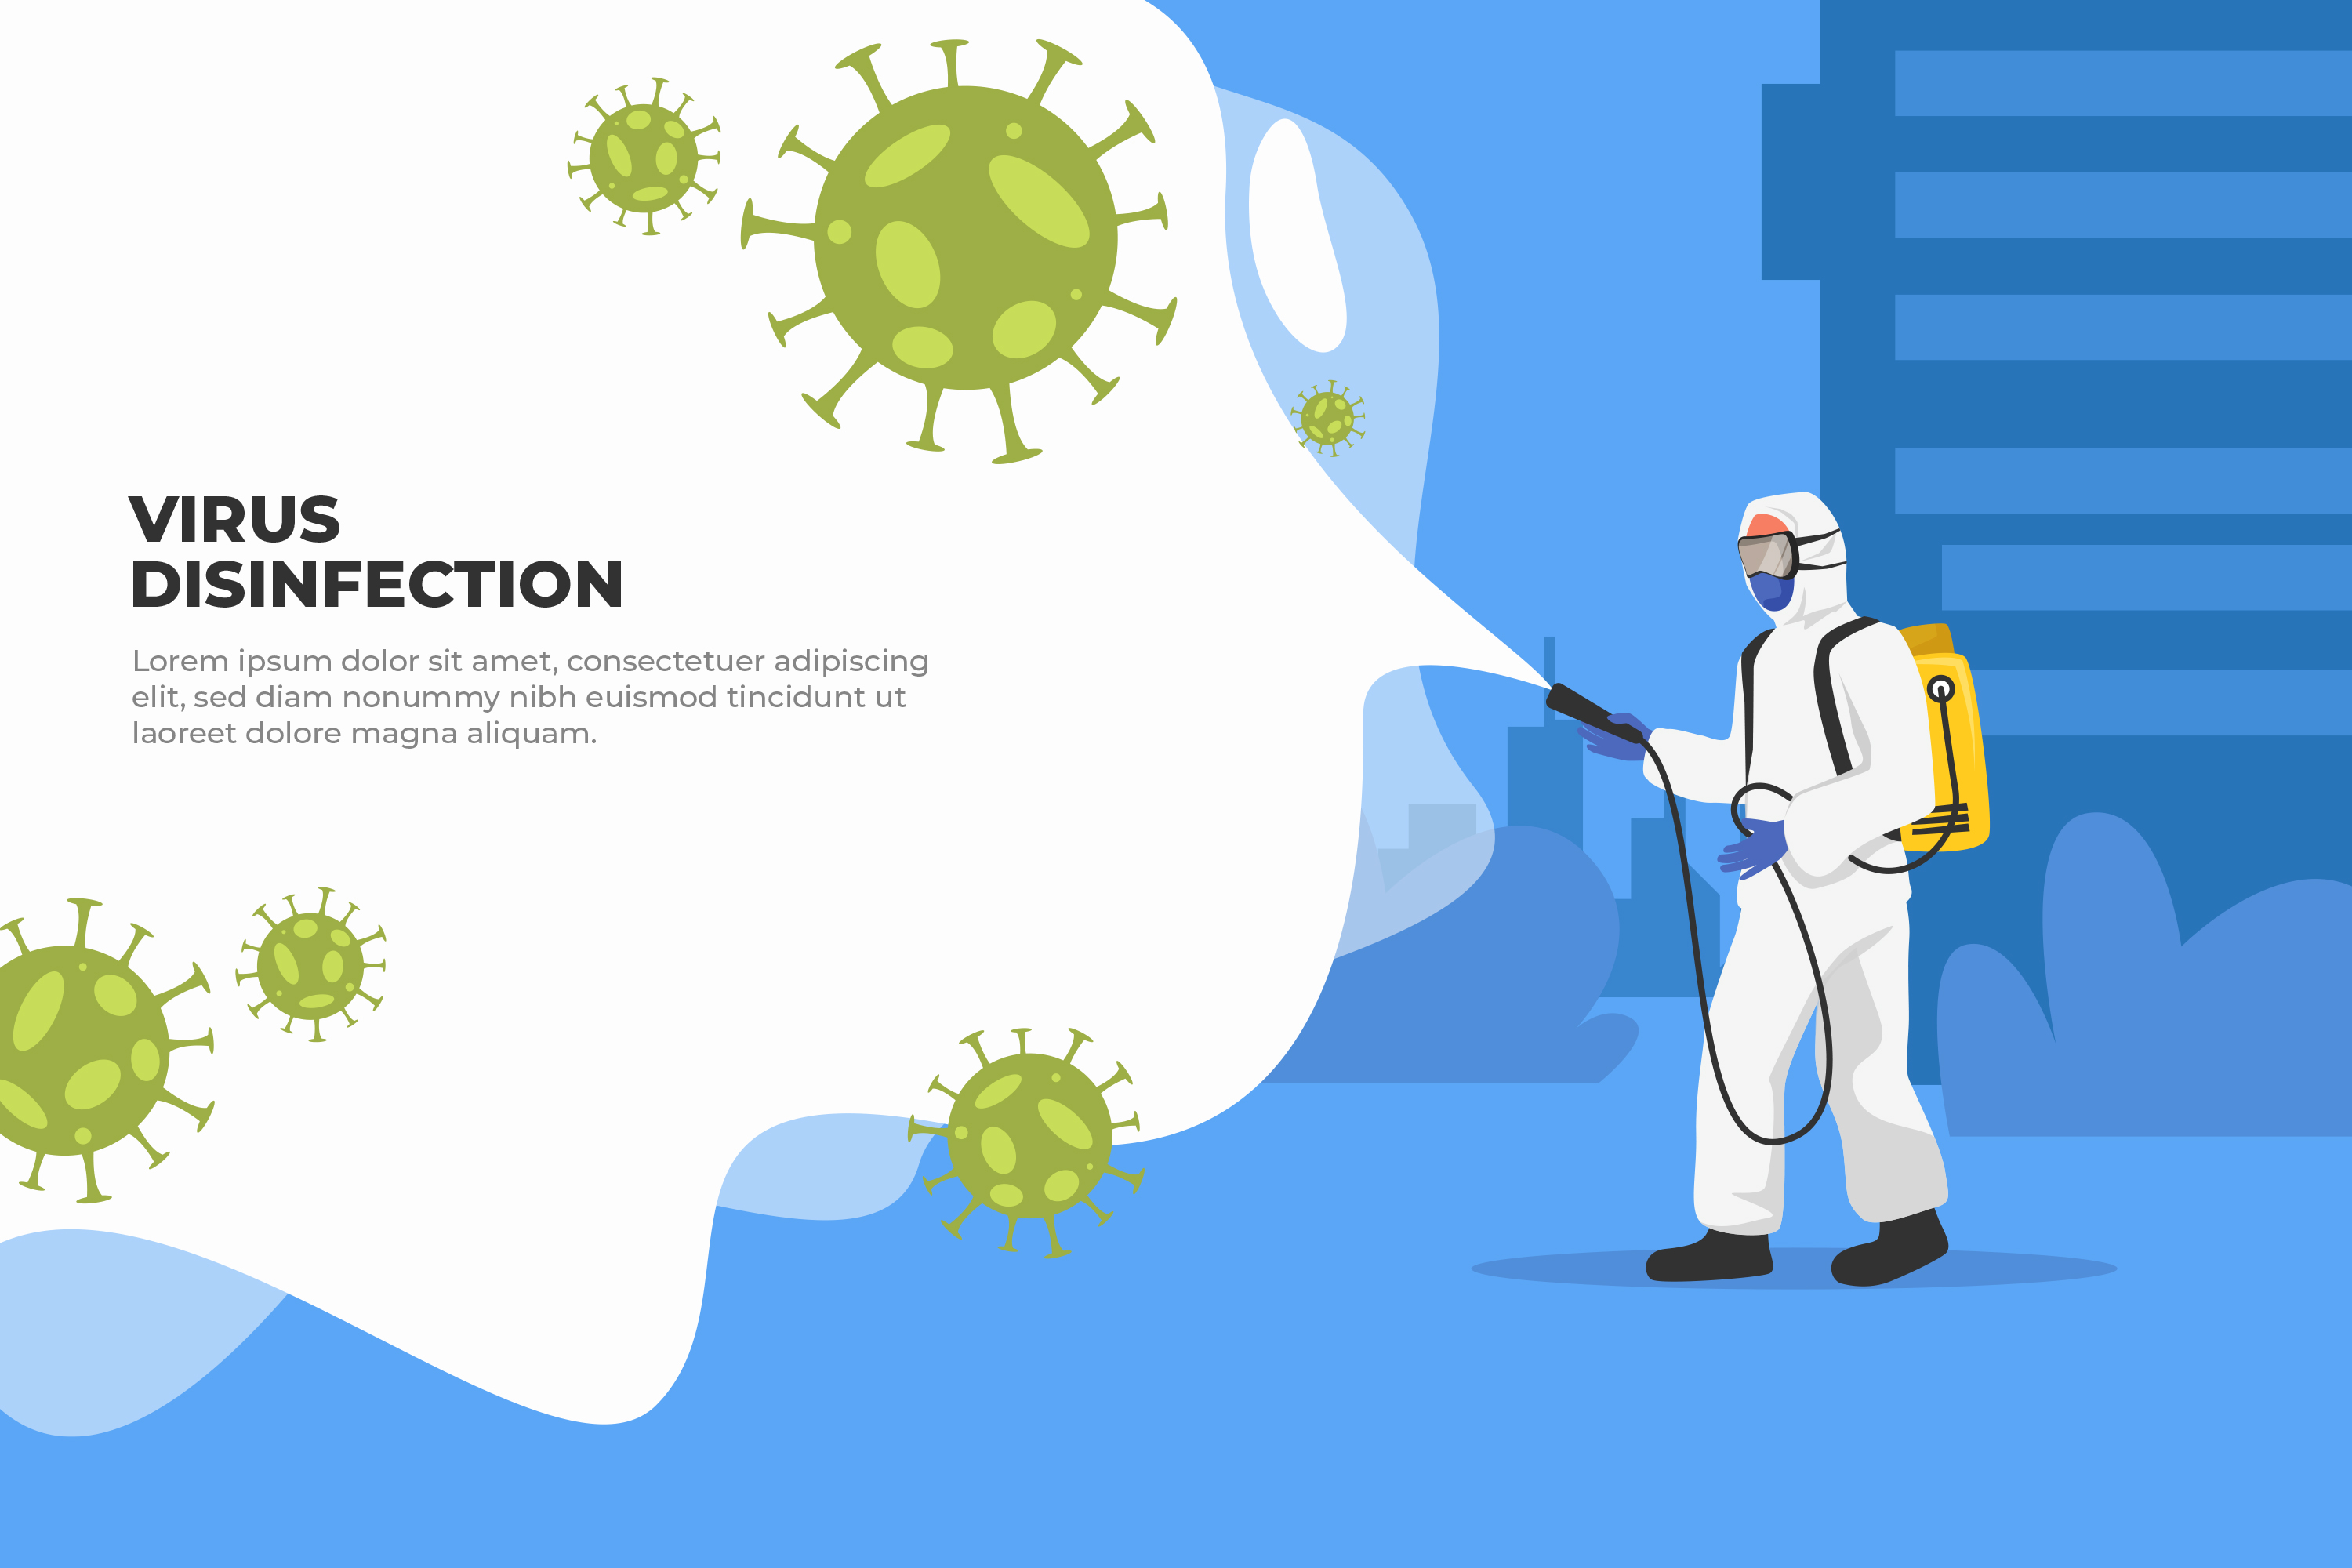 VIRUS
DISINFECTION
Lorem ipsum dolor sit amet, consectetuer adipiscing
elit, sed diam nonummy nibh euismod tincidunt ut
laoreet dolore magna aliquam.